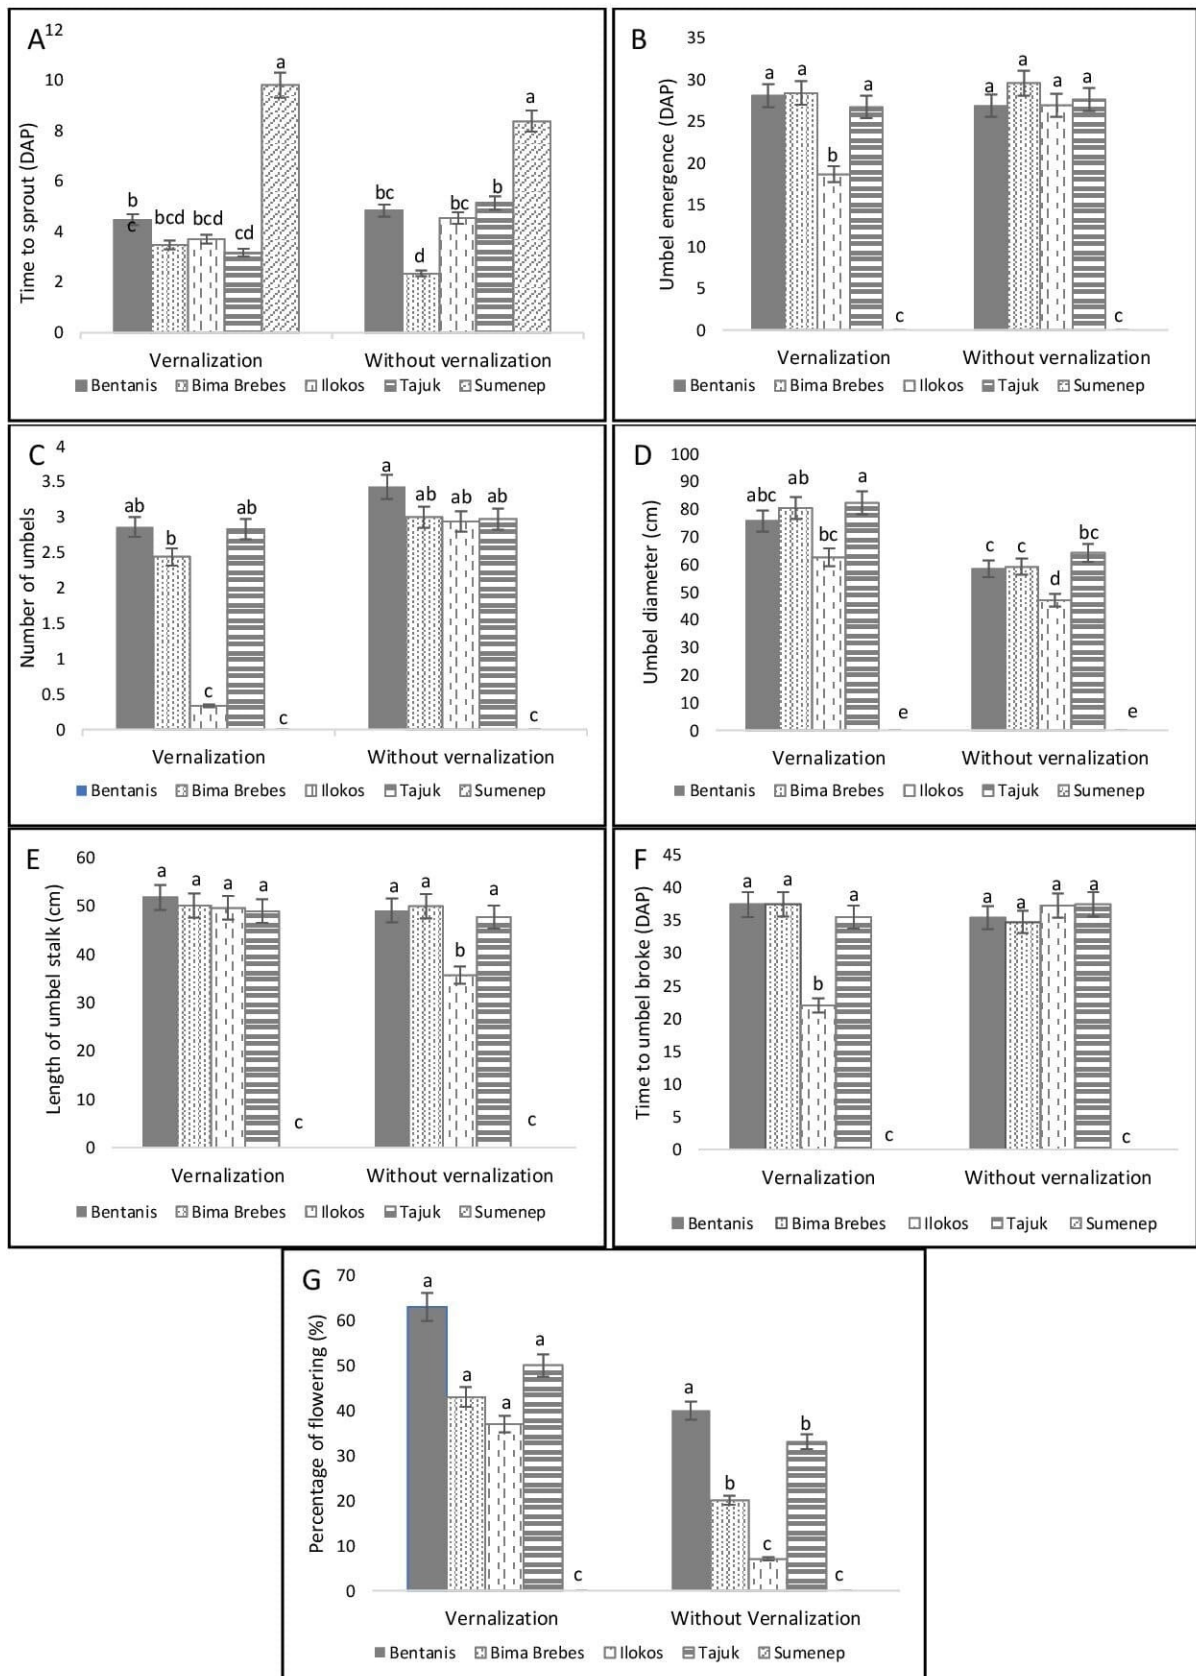 A
12
10
8
6
4
2
0
Time to sprout (DAP)
b
c
bcd
bcd
cd
a
bc
d
bc
b
a
Vernalization
Without vernalization
Bentanis Bima Brebes Ilokos Tajuk Sumenep
B
35
30
25
20
15
10
5
0
Umbel emergence (DAP)
a
a
b
a
c
a
a
a
a
c
Vernalization
Without vernalization
Bentanis Bima Brebes Ilokos Tajuk Sumenep
C
4
3.5
3
2.5
2
1.5
1
0.5
0
Number of umbels
ab
b
c
ab
c
a
ab
ab
ab
c
Vernalization
Without vernalization
Bentanis Bima Brebes Ilokos Tajuk Sumenep
D
100
90
80
70
60
50
40
30
20
10
0
Umbel diameter (cm)
abc
ab
bc
a
e
c
c
d
bc
e
Vernalization
Without vernalization
Bentanis Bima Brebes Ilokos Tajuk Sumenep
E
60
50
40
30
20
10
0
Length of umbel stalk (cm)
a
a
a
a
c
a
a
b
a
c
Vernalization
Without vernalization
Bentanis Bima Brebes Ilokos Tajuk Sumenep
F
45
40
35
30
25
20
15
10
5
0
Time to umbel broke (DAP)
a
a
b
a
c
a
a
a
a
c
Vernalization
Without vernalization
Bentanis Bima Brebes Ilokos Tajuk Sumenep
G
70
60
50
40
30
20
10
0
Percentage of flowering (%)
a
a
a
a
c
a
b
c
b
c
Vernalization
Without Vernalization
Bentanis Bima Brebes Ilokos Tajuk Sumenep